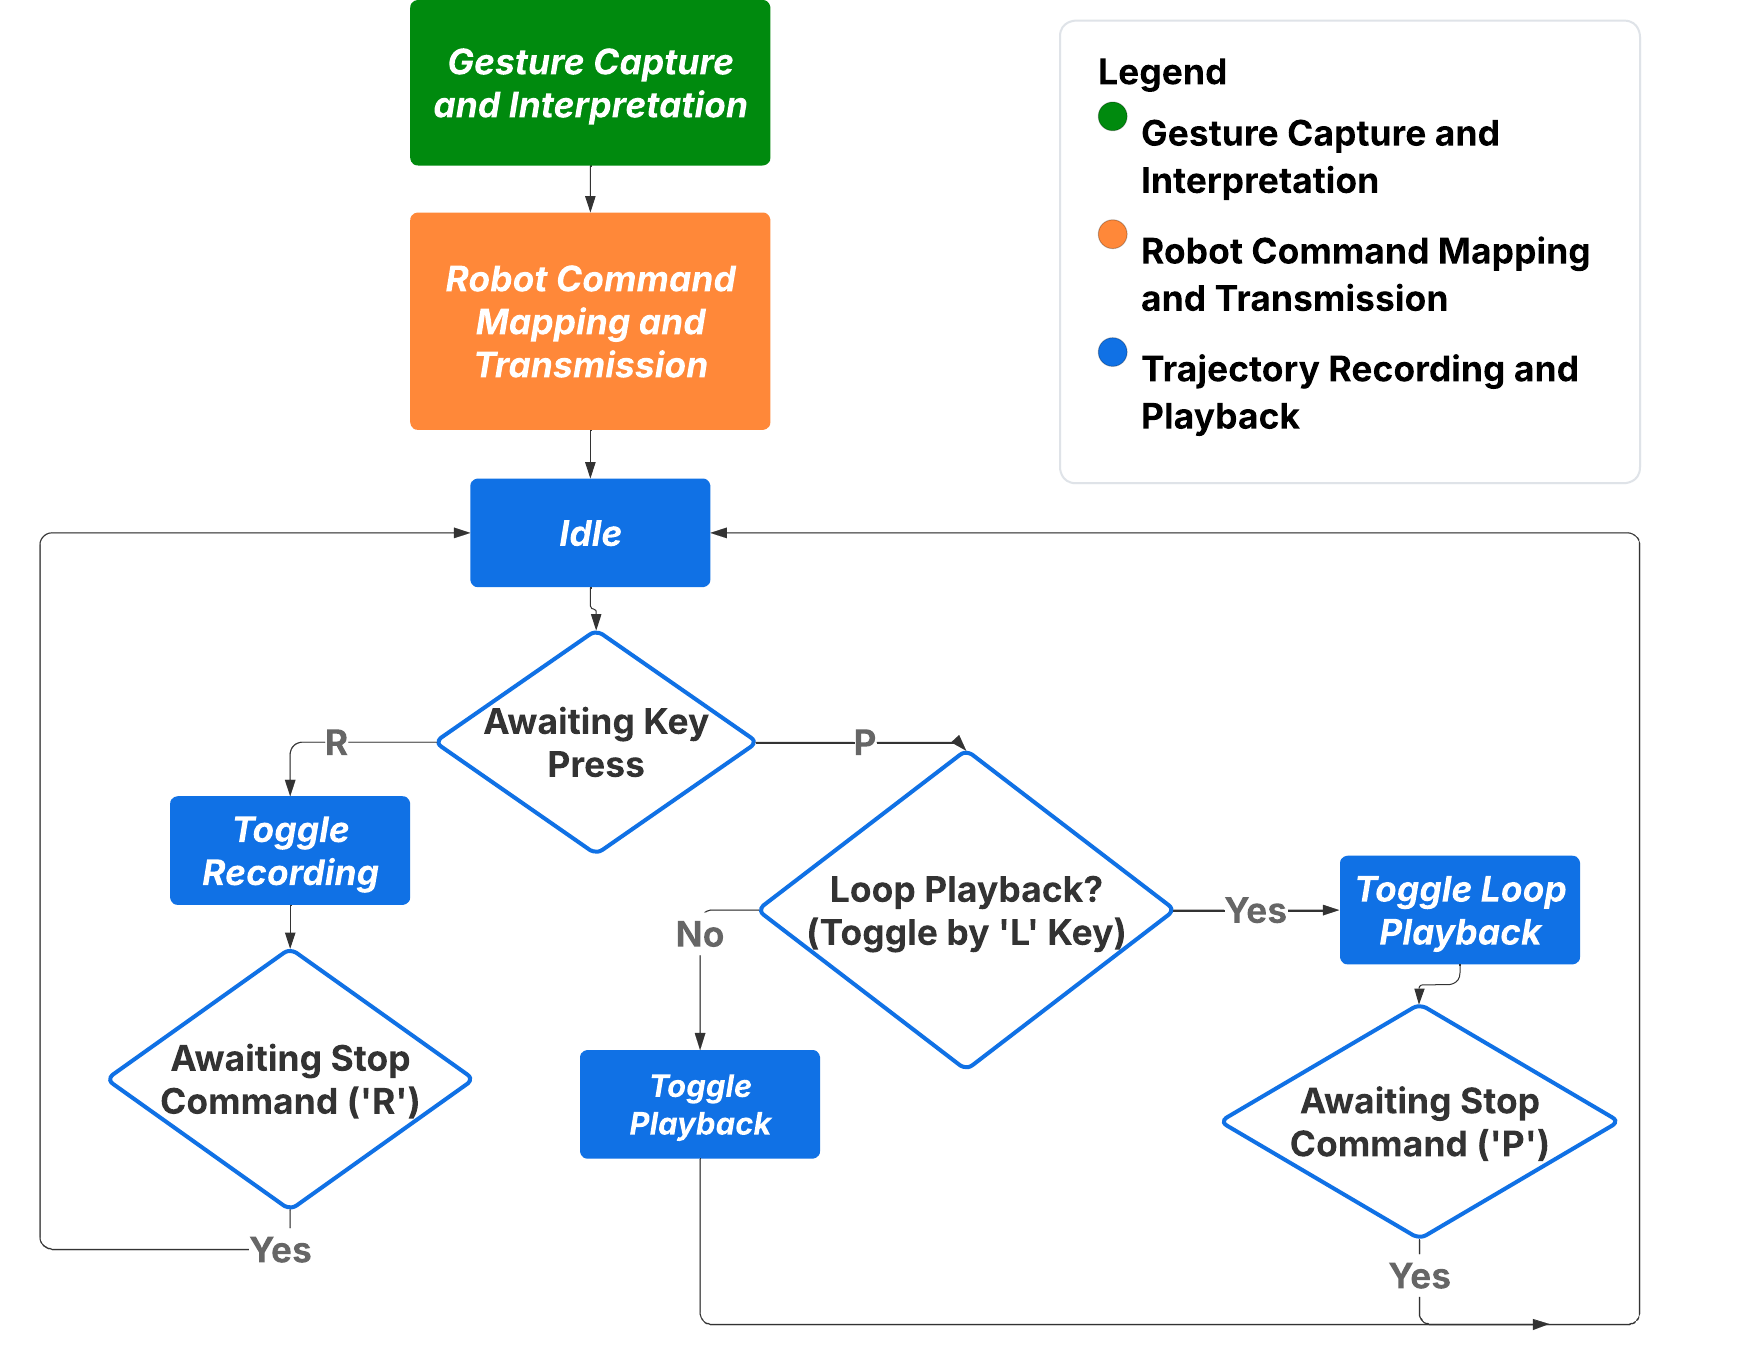 Gesture Capture
and Interpretation
Legend
Gesture Capture and
Interpretation
Robot Command Mapping
and Transmission
Trajectory Recording and
Playback
Robot Command
Mapping and
Transmission
Idle
Awaiting Key
Press
R
P
Toggle
Recording
Loop Playback?
(Toggle by 'L' Key)
No
Yes
Toggle Loop
Playback
Awaiting Stop
Command ('R')
Toggle
Playback
Awaiting Stop
Command ('P')
Yes
Yes